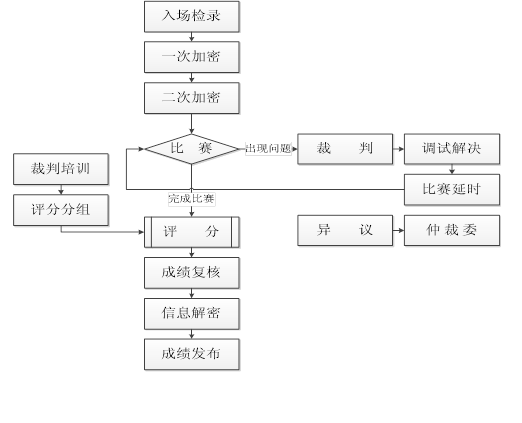 入场检录
一次加密
二次加密
比 赛
出现问题
裁 判
调试解决
裁判培训
比赛延时
评分分组
完成比赛
评 分
异 议
仲裁委
成绩复核
信息解密
成绩发布